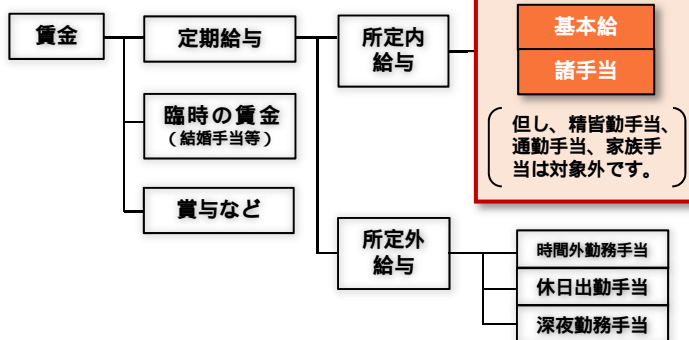 賃金
定期給与
臨時の賃金
（結婚手当等）
賞与など
所定内
給与
基本給
諸手当
但し、精皆勤手当、
通勤手当、家族手
当は対象外です。
所定外
給与
時間外勤務手当
休日出勤手当
深夜勤務手当